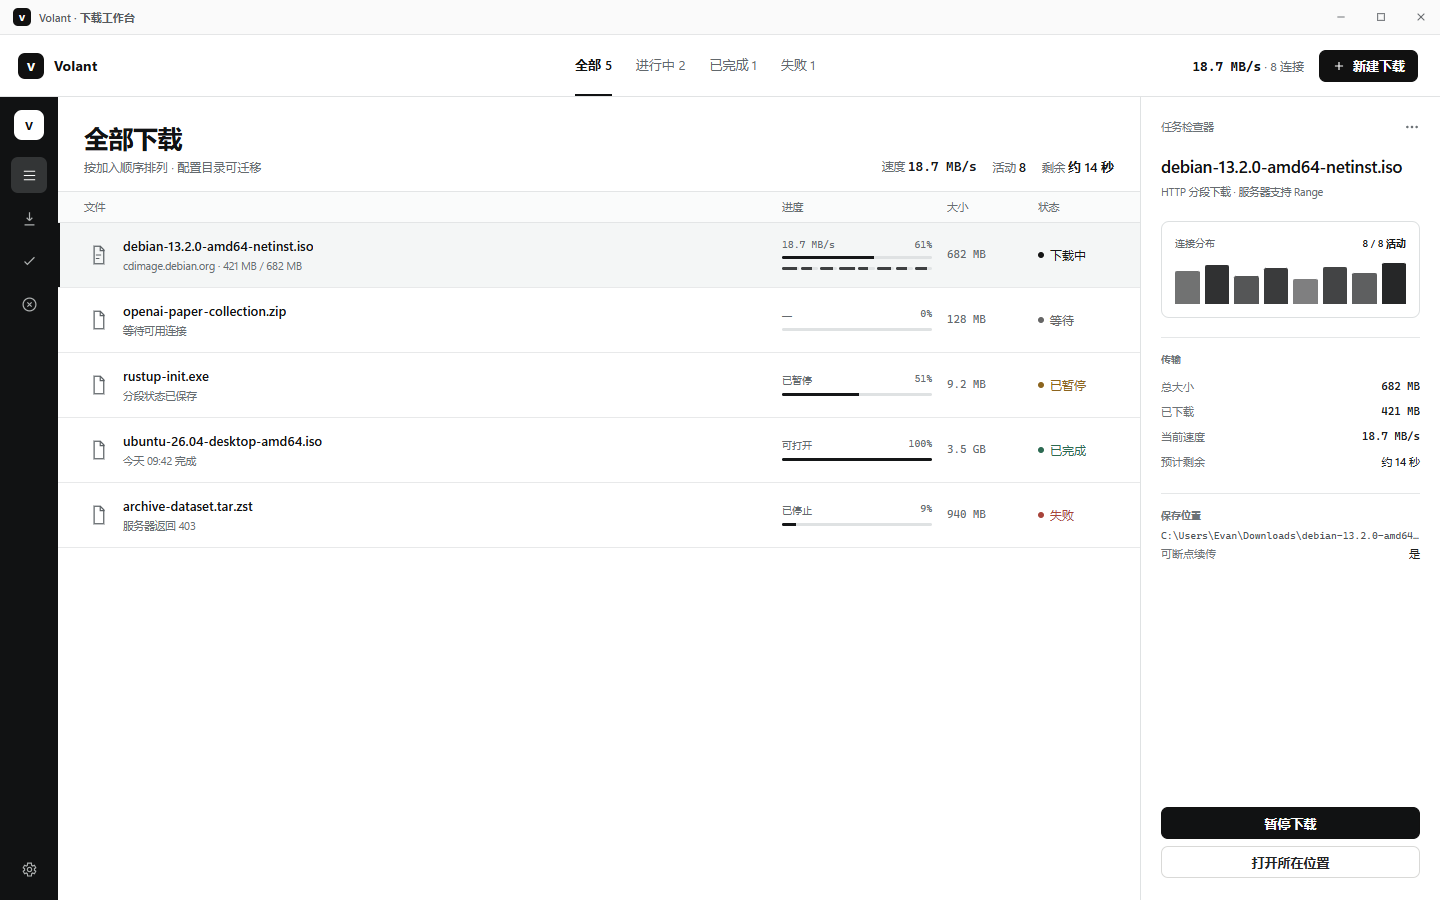 v Volant · 下载工作台
v Volant
全部 5 进行中 2 已完成 1 失败 1
18.7 MB/s · 8 连接
+ 新建下载
v
全部下载
按加入顺序排列 · 配置目录可迁移
速度 18.7 MB/s 活动 8 剩余 约 14 秒
文件 进度 大小 状态
debian-13.2.0-amd64-netinst.iso
cdimage.debian.org · 421 MB / 682 MB
18.7 MB/s 61%
682 MB
下载中
openai-paper-collection.zip
等待可用连接
— 0%
128 MB
等待
rustup-init.exe
分段状态已保存
已暂停 51%
9.2 MB
已暂停
ubuntu-26.04-desktop-amd64.iso
今天 09:42 完成
可打开 100%
3.5 GB
已完成
archive-dataset.tar.zst
服务器返回 403
已停止 9%
940 MB
失败
任务检查器
debian-13.2.0-amd64-netinst.iso
HTTP 分段下载 · 服务器支持 Range
连接分布 8 / 8 活动
传输
总大小 682 MB
已下载 421 MB
当前速度 18.7 MB/s
预计剩余 约 14 秒
保存位置
C:\Users\Evan\Downloads\debian-13.2.0-amd64…
可断点续传 是
暂停下载
打开所在位置